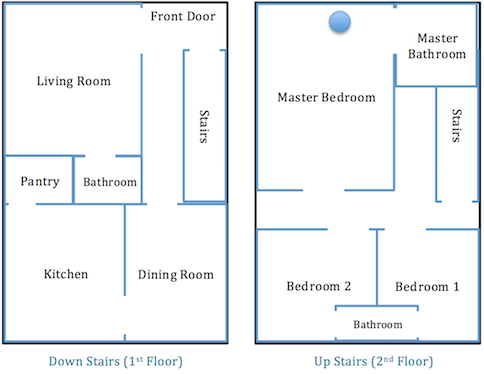 Front Door
Living Room
Stairs
Pantry
Bathroom
Kitchen
Dining Room
Down Stairs (1st Floor)
Master
Bathroom
Master Bedroom
Stairs
Bedroom 2
Bedroom 1
Bathroom
Up Stairs (2nd Floor)